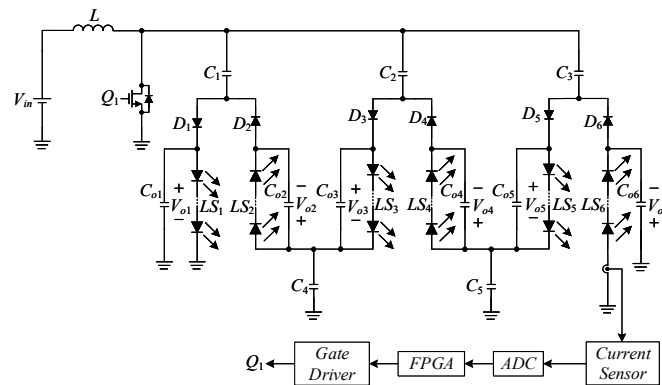 L
C1 C2 C3
Vin
Q1
D1 D2 D3 D4 D5 D6
Co1 + Vo1 − LS1 LS2 Co2 − Vo2 + Co3 + Vo3 − LS3 LS4 Co4 − Vo4 + Co5 + Vo5 − LS5 LS6 Co6 − Vo +
C4 C5
Q1
Gate Driver
FPGA
ADC
Current Sensor